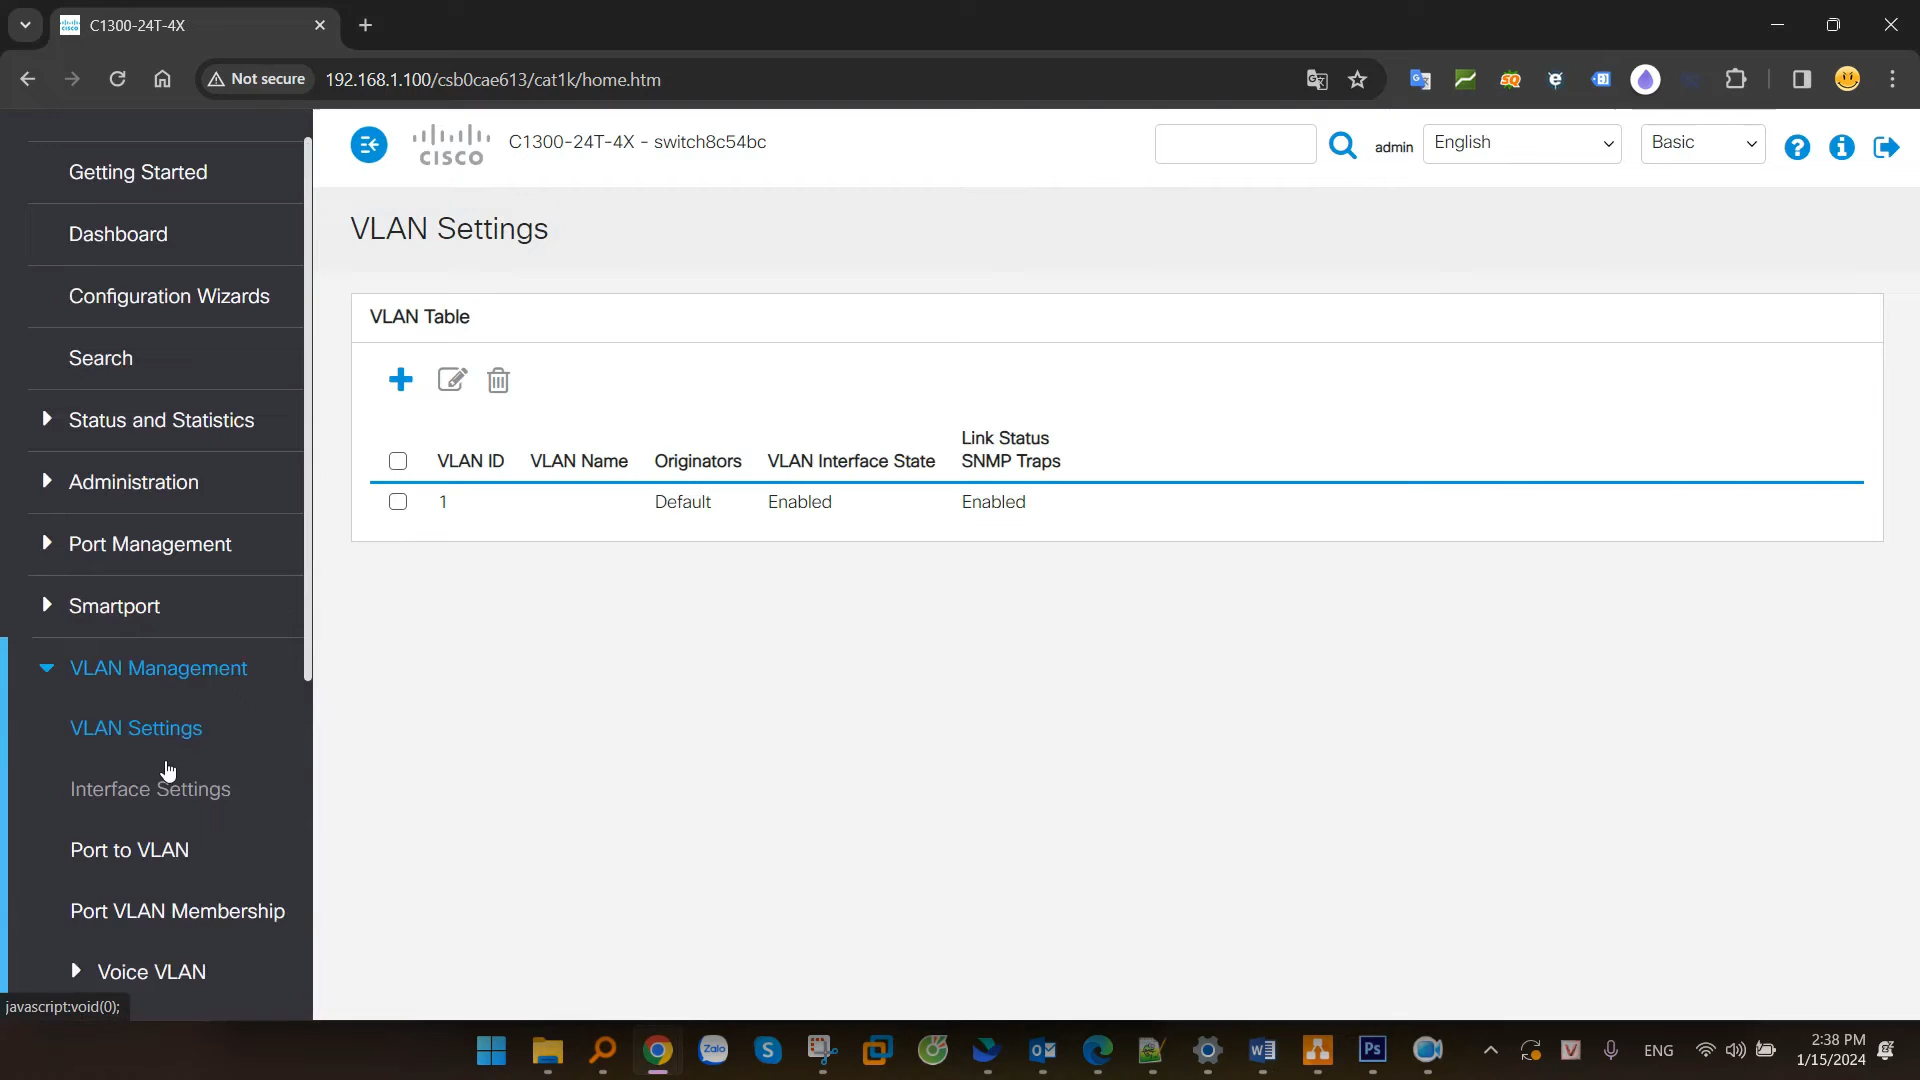 C1300-24T-4X
Not secure
192.168.1.100/csb0cae613/cat1k/home.htm
CISCO
C1300-24T-4X - switch8c54bc
admin
English
Basic
Getting Started
Dashboard
Configuration Wizards
Search
Status and Statistics
Administration
Port Management
Smartport
VLAN Management
VLAN Settings
Interface Settings
Port to VLAN
Port VLAN Membership
Voice VLAN
javascript:void(0);
VLAN Settings
VLAN Table
VLAN ID VLAN Name Originators VLAN Interface State Link Status SNMP Traps
1 Default Enabled Enabled
Zalo
Ps
ENG
2:38 PM
1/15/2024